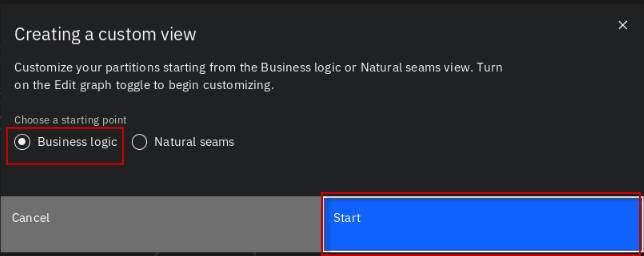 Creating a custom view
Customize your partitions starting from the Business logic or Natural seams view. Turn
on the Edit graph toggle to begin customizing.
Choose a starting point
Business logic Natural seams
Cancel Start